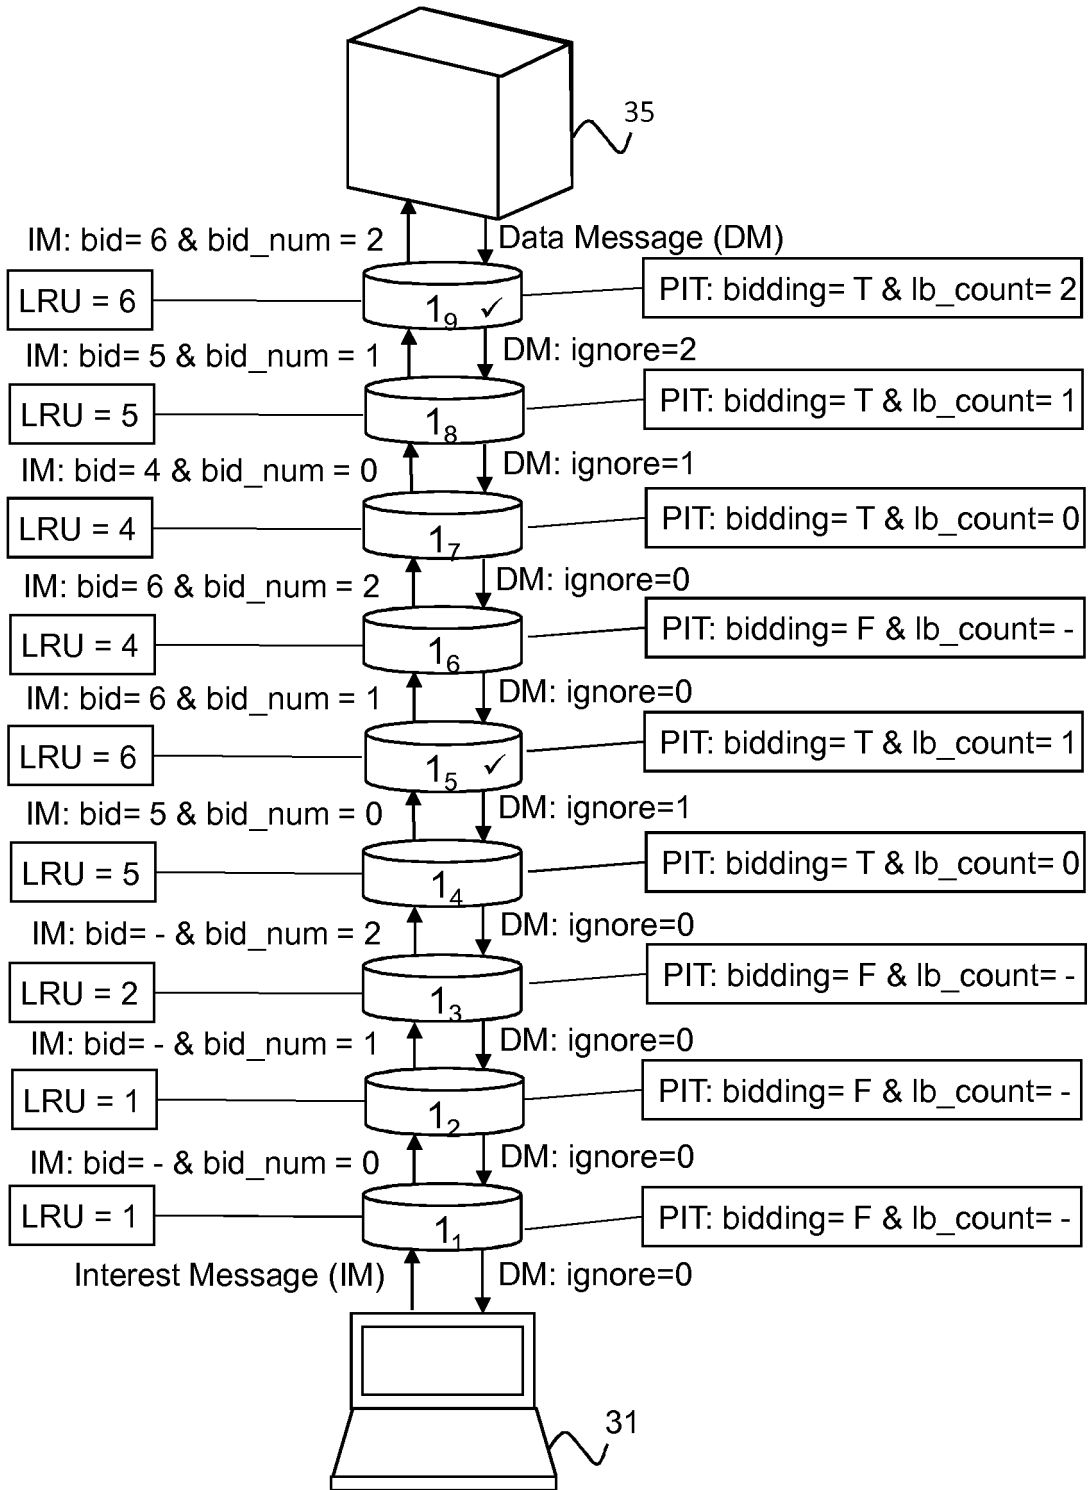 35
IM: bid= 6 & bid_num = 2
Data Message (DM)
LRU = 6
1₉ ✓
PIT: bidding= T & lb_count= 2
IM: bid= 5 & bid_num = 1
DM: ignore=2
LRU = 5
1₈
PIT: bidding= T & lb_count= 1
IM: bid= 4 & bid_num = 0
DM: ignore=1
LRU = 4
1₇
PIT: bidding= T & lb_count= 0
IM: bid= 6 & bid_num = 2
DM: ignore=0
LRU = 4
1₆
PIT: bidding= F & lb_count= -
IM: bid= 6 & bid_num = 1
DM: ignore=0
LRU = 6
1₅ ✓
PIT: bidding= T & lb_count= 1
IM: bid= 5 & bid_num = 0
DM: ignore=1
LRU = 5
1₄
PIT: bidding= T & lb_count= 0
IM: bid= - & bid_num = 2
DM: ignore=0
LRU = 2
1₃
PIT: bidding= F & lb_count= -
IM: bid= - & bid_num = 1
DM: ignore=0
LRU = 1
1₂
PIT: bidding= F & lb_count= -
IM: bid= - & bid_num = 0
DM: ignore=0
LRU = 1
1₁
PIT: bidding= F & lb_count= -
Interest Message (IM)
DM: ignore=0
31